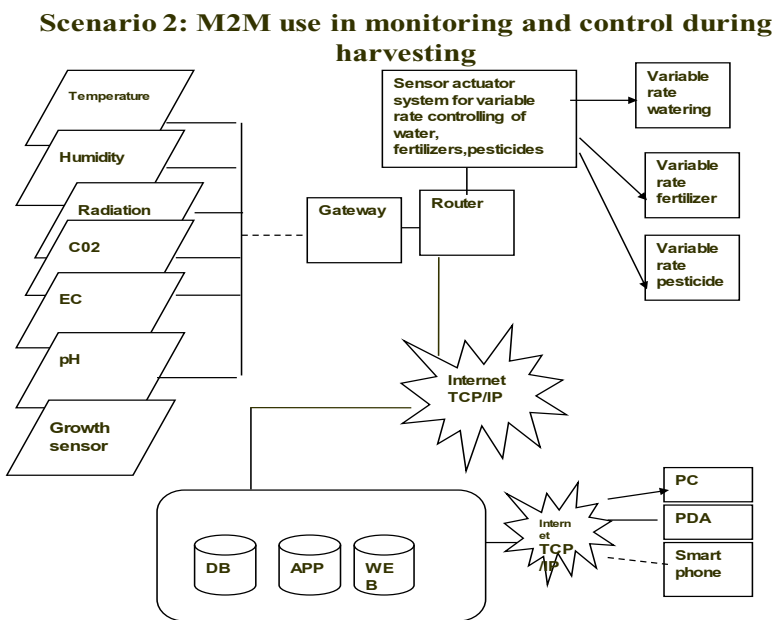 Scenario 2: M2M use in monitoring and control during
harvesting
Temperature
Humidity
Radiation
C02
EC
pH
Growth
sensor
Gateway
Router
Sensor actuator
system for variable
rate controlling of
water,
fertilizers,pesticides
Variable
rate
watering
Variable
rate
fertilizer
Variable
rate
pesticide
Internet
TCP/IP
DB
APP
WE
B
Intern
et
TCP
/IP
PC
PDA
Smart
phone